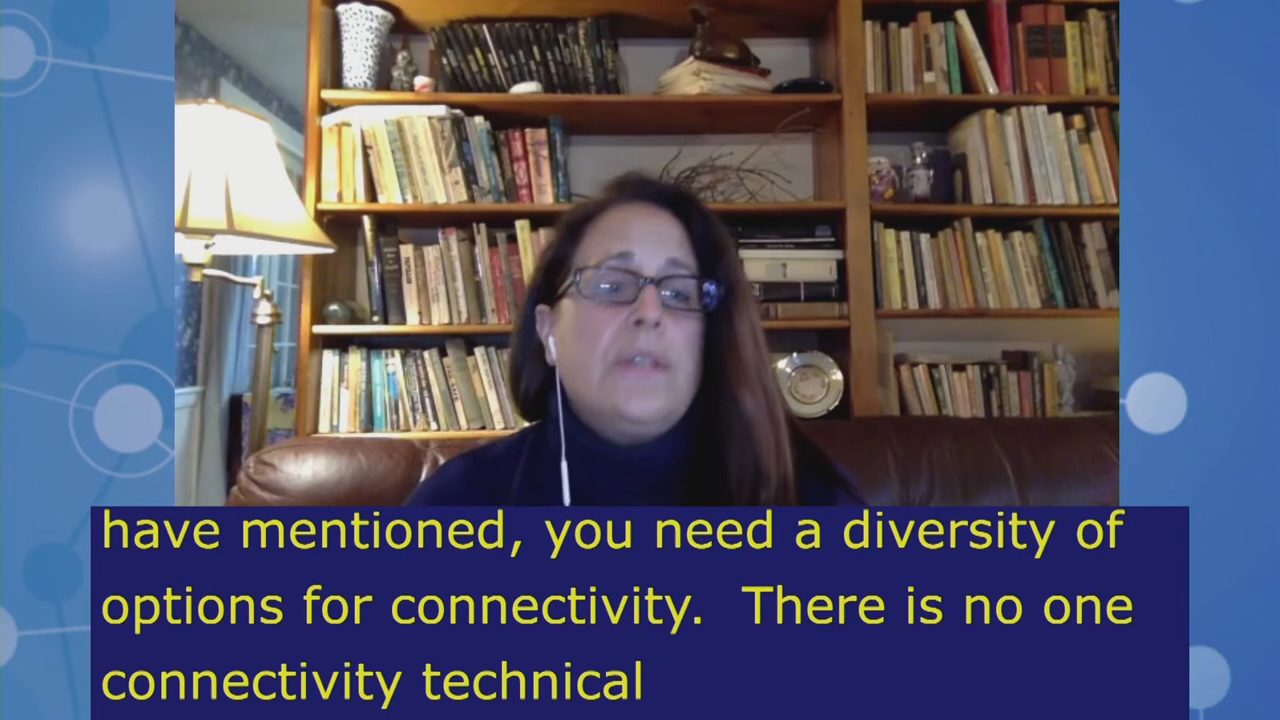 have mentioned, you need a diversity of
options for connectivity.  There is no one
connectivity technical